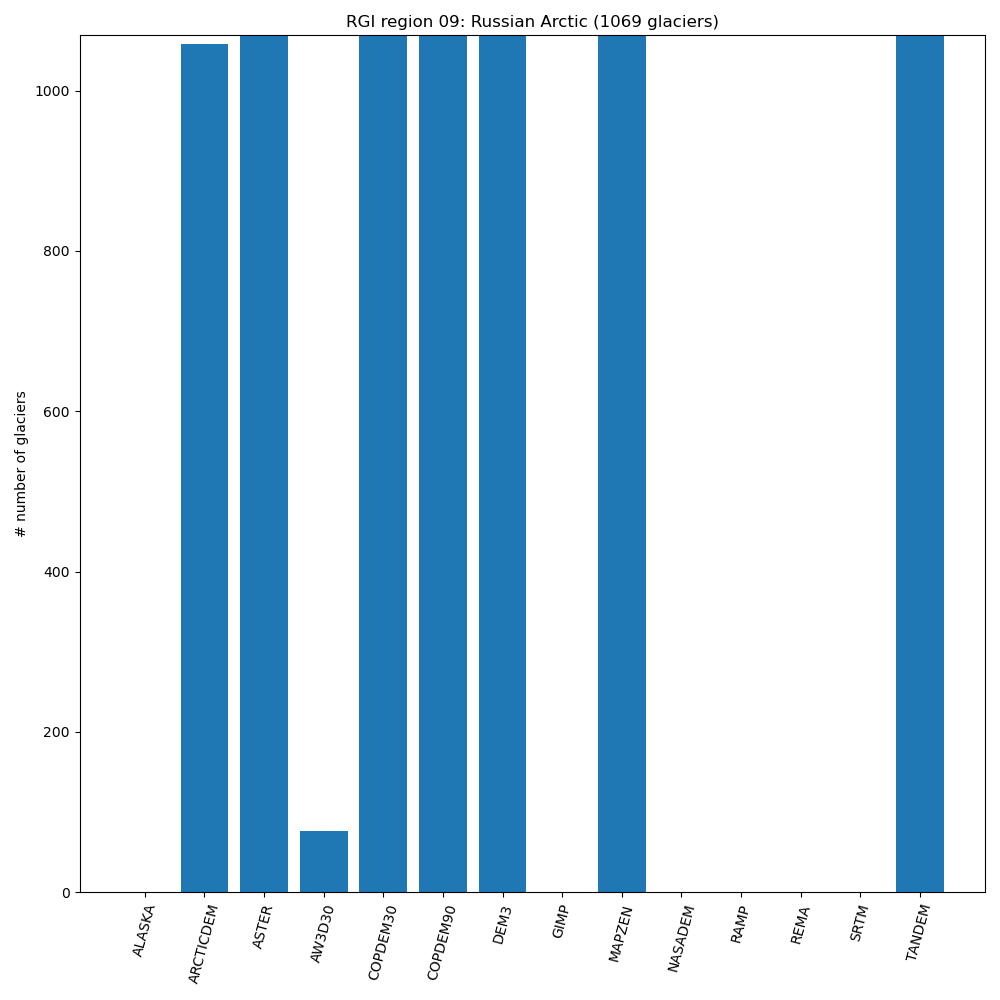 RGI region 09: Russian Arctic (1069 glaciers)
1000
800
600
400
200
0
# number of glaciers
ALASKA
ARCTICDEM
ASTER
AW3D30
COPDEM30
COPDEM90
DEM3
GIMP
MAPZEN
NASADEM
RAMP
REMA
SRTM
TANDEM